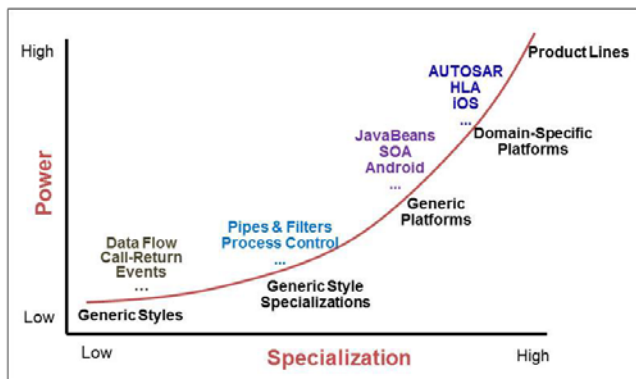 High
Product Lines
AUTOSAR
HLA
iOS
...
Domain-Specific
Platforms
JavaBeans
SOA
Android
...
Generic
Platforms
Power
Pipes & Filters
Process Control
...
Generic Style
Specializations
Data Flow
Call-Return
Events
...
Generic Styles
Low
Low
Specialization
High